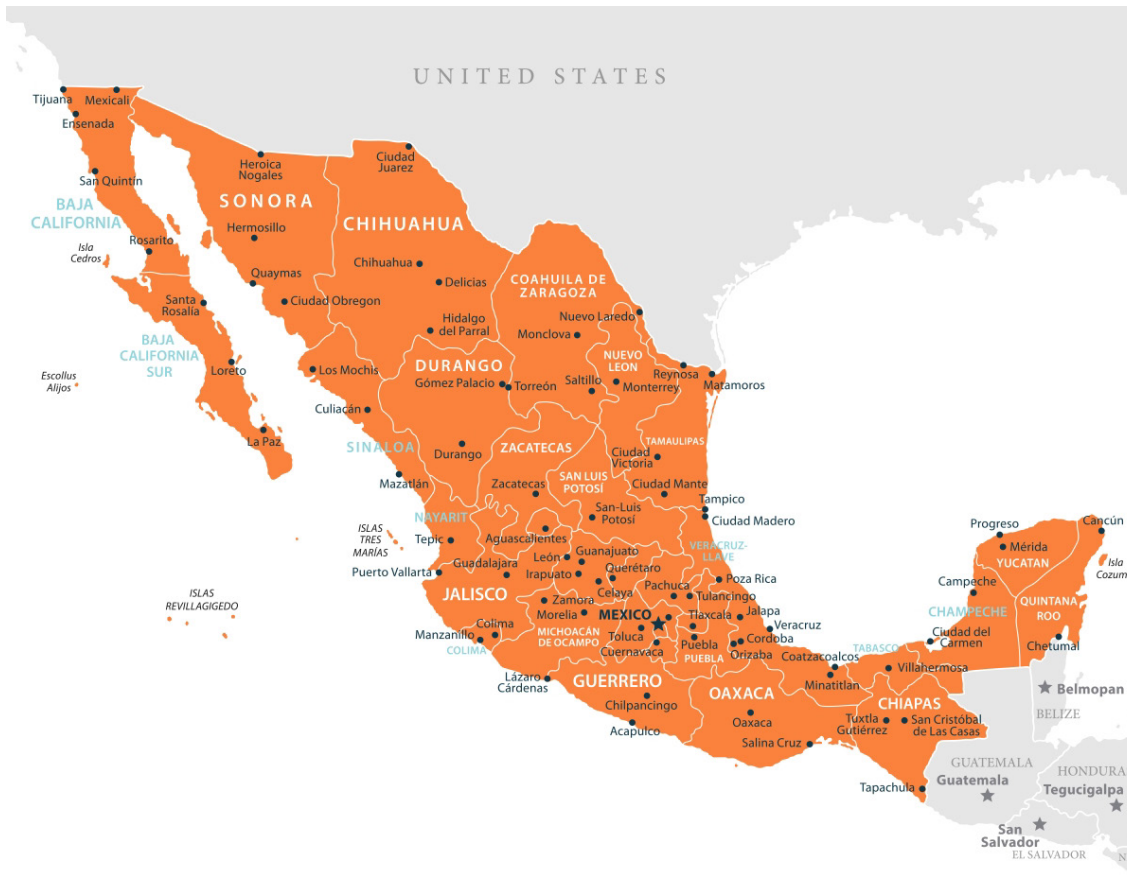 UNITED STATES
Tijuana
Mexicali
Ensenada
San Quintín
BAJA
CALIFORNIA
Isla
Cedros
Rosarito
Heroica
Nogales
SONORA
Hermosillo
Quaymas
Ciudad Obregon
Santa
Rosalía
BAJA
CALIFORNIA
SUR
Loreto
Escollus
Alijos
La Paz
Ciudad
Juarez
CHIHUAHUA
Chihuahua
Delicias
Hidalgo
del Parral
COAHUILA DE
ZARAGOZA
Nuevo Laredo
Monclova
NUEVO
LEON
Reynosa
Matamoros
Los Mochis
DURANGO
Gómez Palacio
Torreón
Saltillo
Monterrey
Culiacán
SINALOA
Durango
ZACATECAS
TAMAULIPAS
Ciudad
Victoria
Mazatlán
Zacatecas
SAN LUIS
POTOSÍ
Ciudad Mante
Tampico
San-Luis
Potosí
Ciudad Madero
NAYARIT
ISLAS
TRES
MARÍAS
Tepic
Aguascalientes
VERACRUZ-
LLAVE
Puerto Vallarta
Guadalajara
León
Guanajuato
Irapuato
Querétaro
Celaya
Pachuca
Poza Rica
Tulancingo
ISLAS
REVILLAGIGEDO
JALISCO
Zamora
Morelia
MEXICO
Tlaxcala
Jalapa
Veracruz
Colima
Manzanillo
COLIMA
MICHOACÁN
DE OCAMPO
Toluca
Cuernavaca
Puebla
PUEBLA
Cordoba
Orizaba
Coatzacoalcos
Minatitlan
Lázaro
Cárdenas
GUERRERO
Chilpancingo
Acapulco
OAXACA
Oaxaca
Salina Cruz
Progreso
Mérida
YUCATAN
Cancún
Isla
Cozum
Campeche
CHAMPECHE
QUINTANA
ROO
Ciudad del
Carmen
Chetumal
TABASCO
Villahermosa
CHIAPAS
Tuxtla
Gutiérrez
San Cristóbal
de Las Casas
Tapachula
Belmopan
BELIZE
GUATEMALA
Guatemala
HONDURA
Tegucigalpa
San
Salvador
EL SALVADOR
N